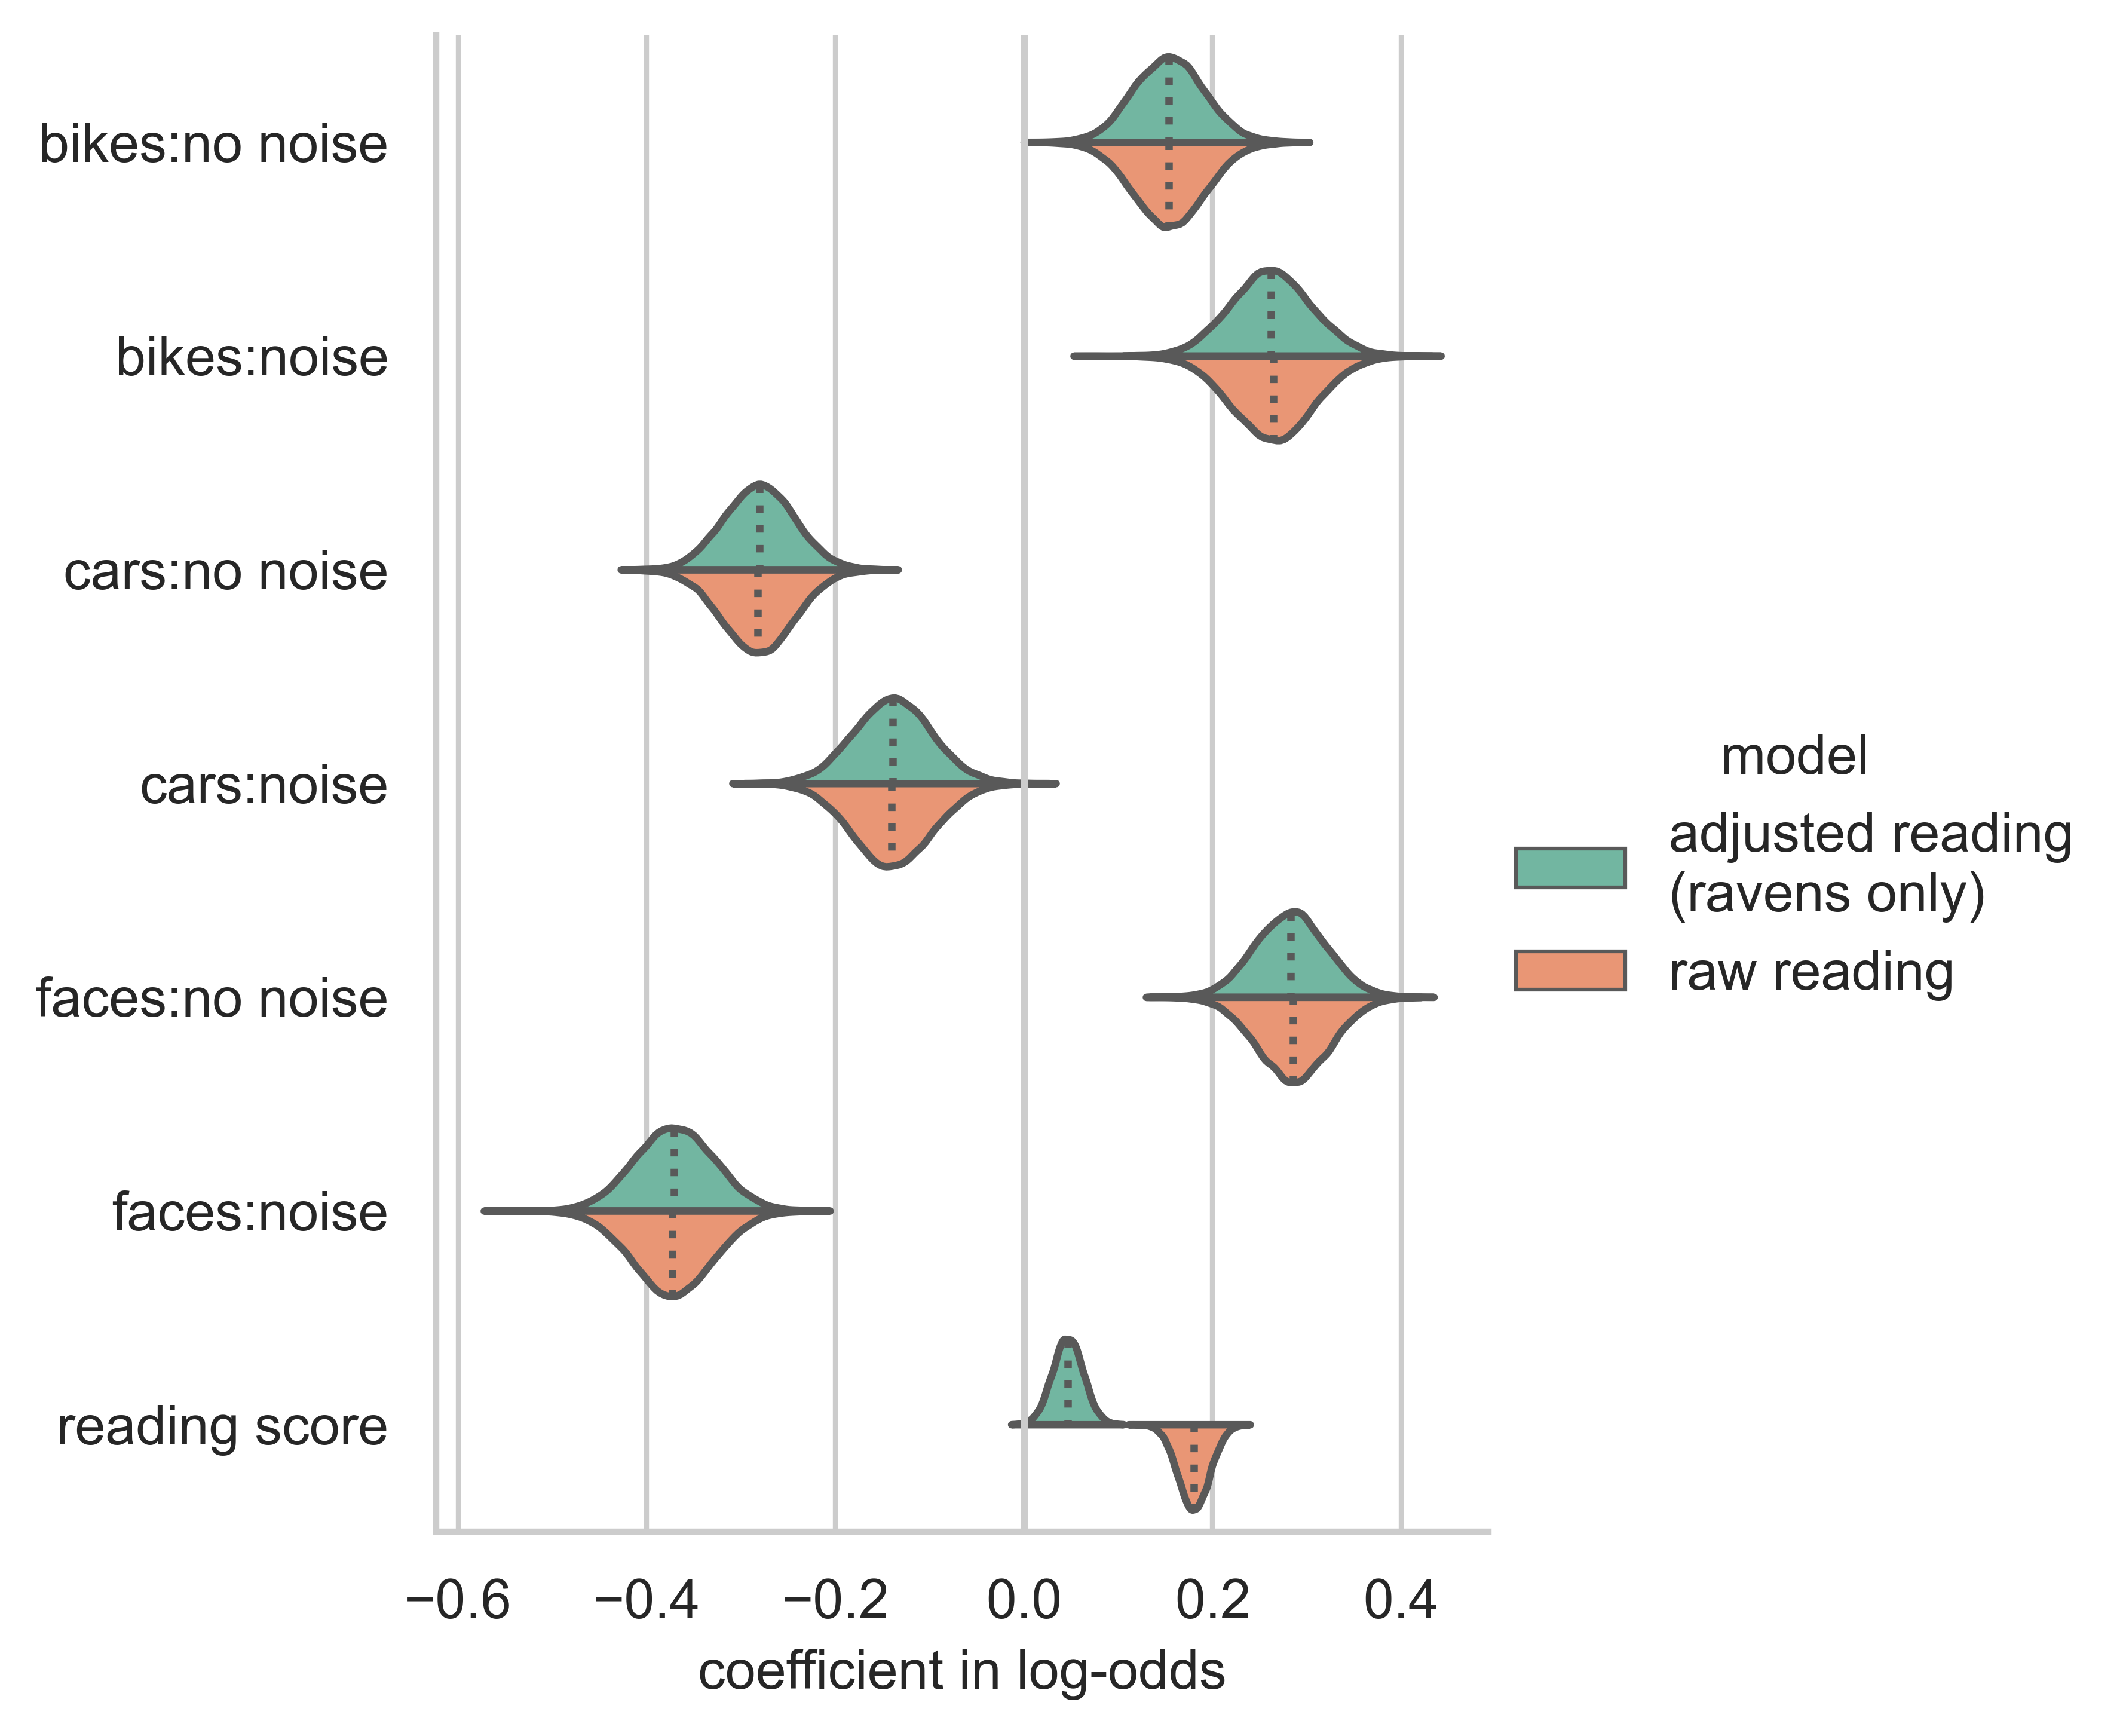 bikes:no noise
bikes:noise
cars:no noise
cars:noise
faces:no noise
faces:noise
reading score
−0.6 −0.4 −0.2 0.0 0.2 0.4
coefficient in log-odds
model
adjusted reading
(ravens only)
raw reading